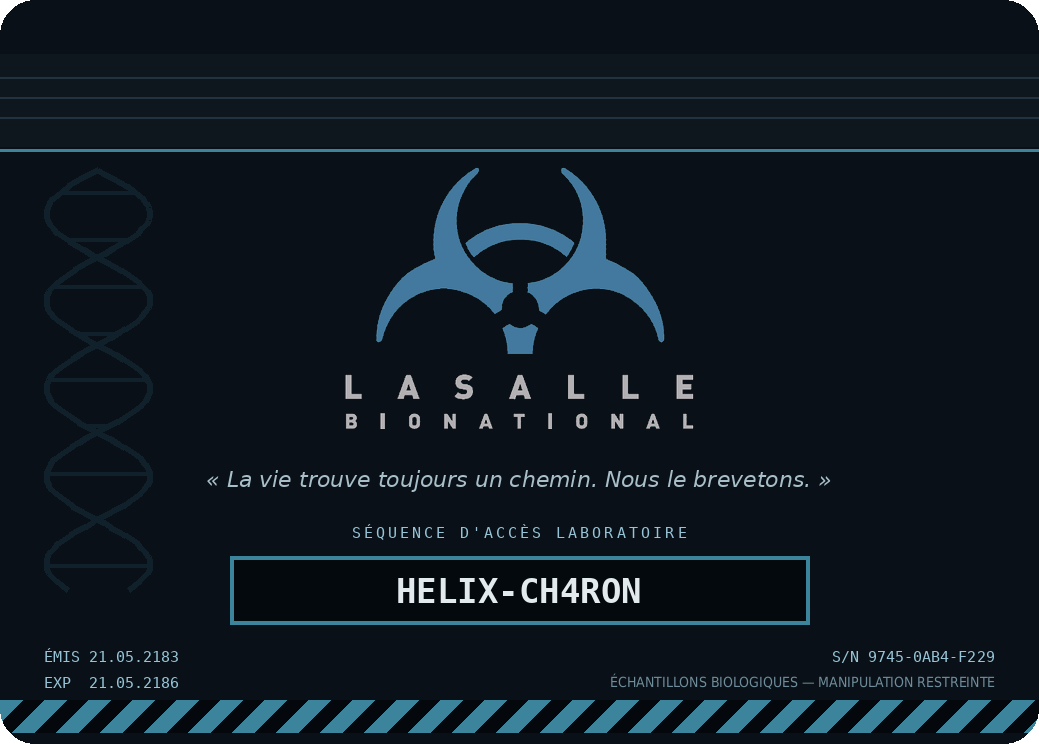 LASALLE
BIONATIONAL
« La vie trouve toujours un chemin. Nous le brevetons. »
SÉQUENCE D'ACCÈS LABORATOIRE
HELIX-CH4RON
ÉMIS 21.05.2183
S/N 9745-0AB4-F229
EXP 21.05.2186
ÉCHANTILLONS BIOLOGIQUES — MANIPULATION RESTREINTE